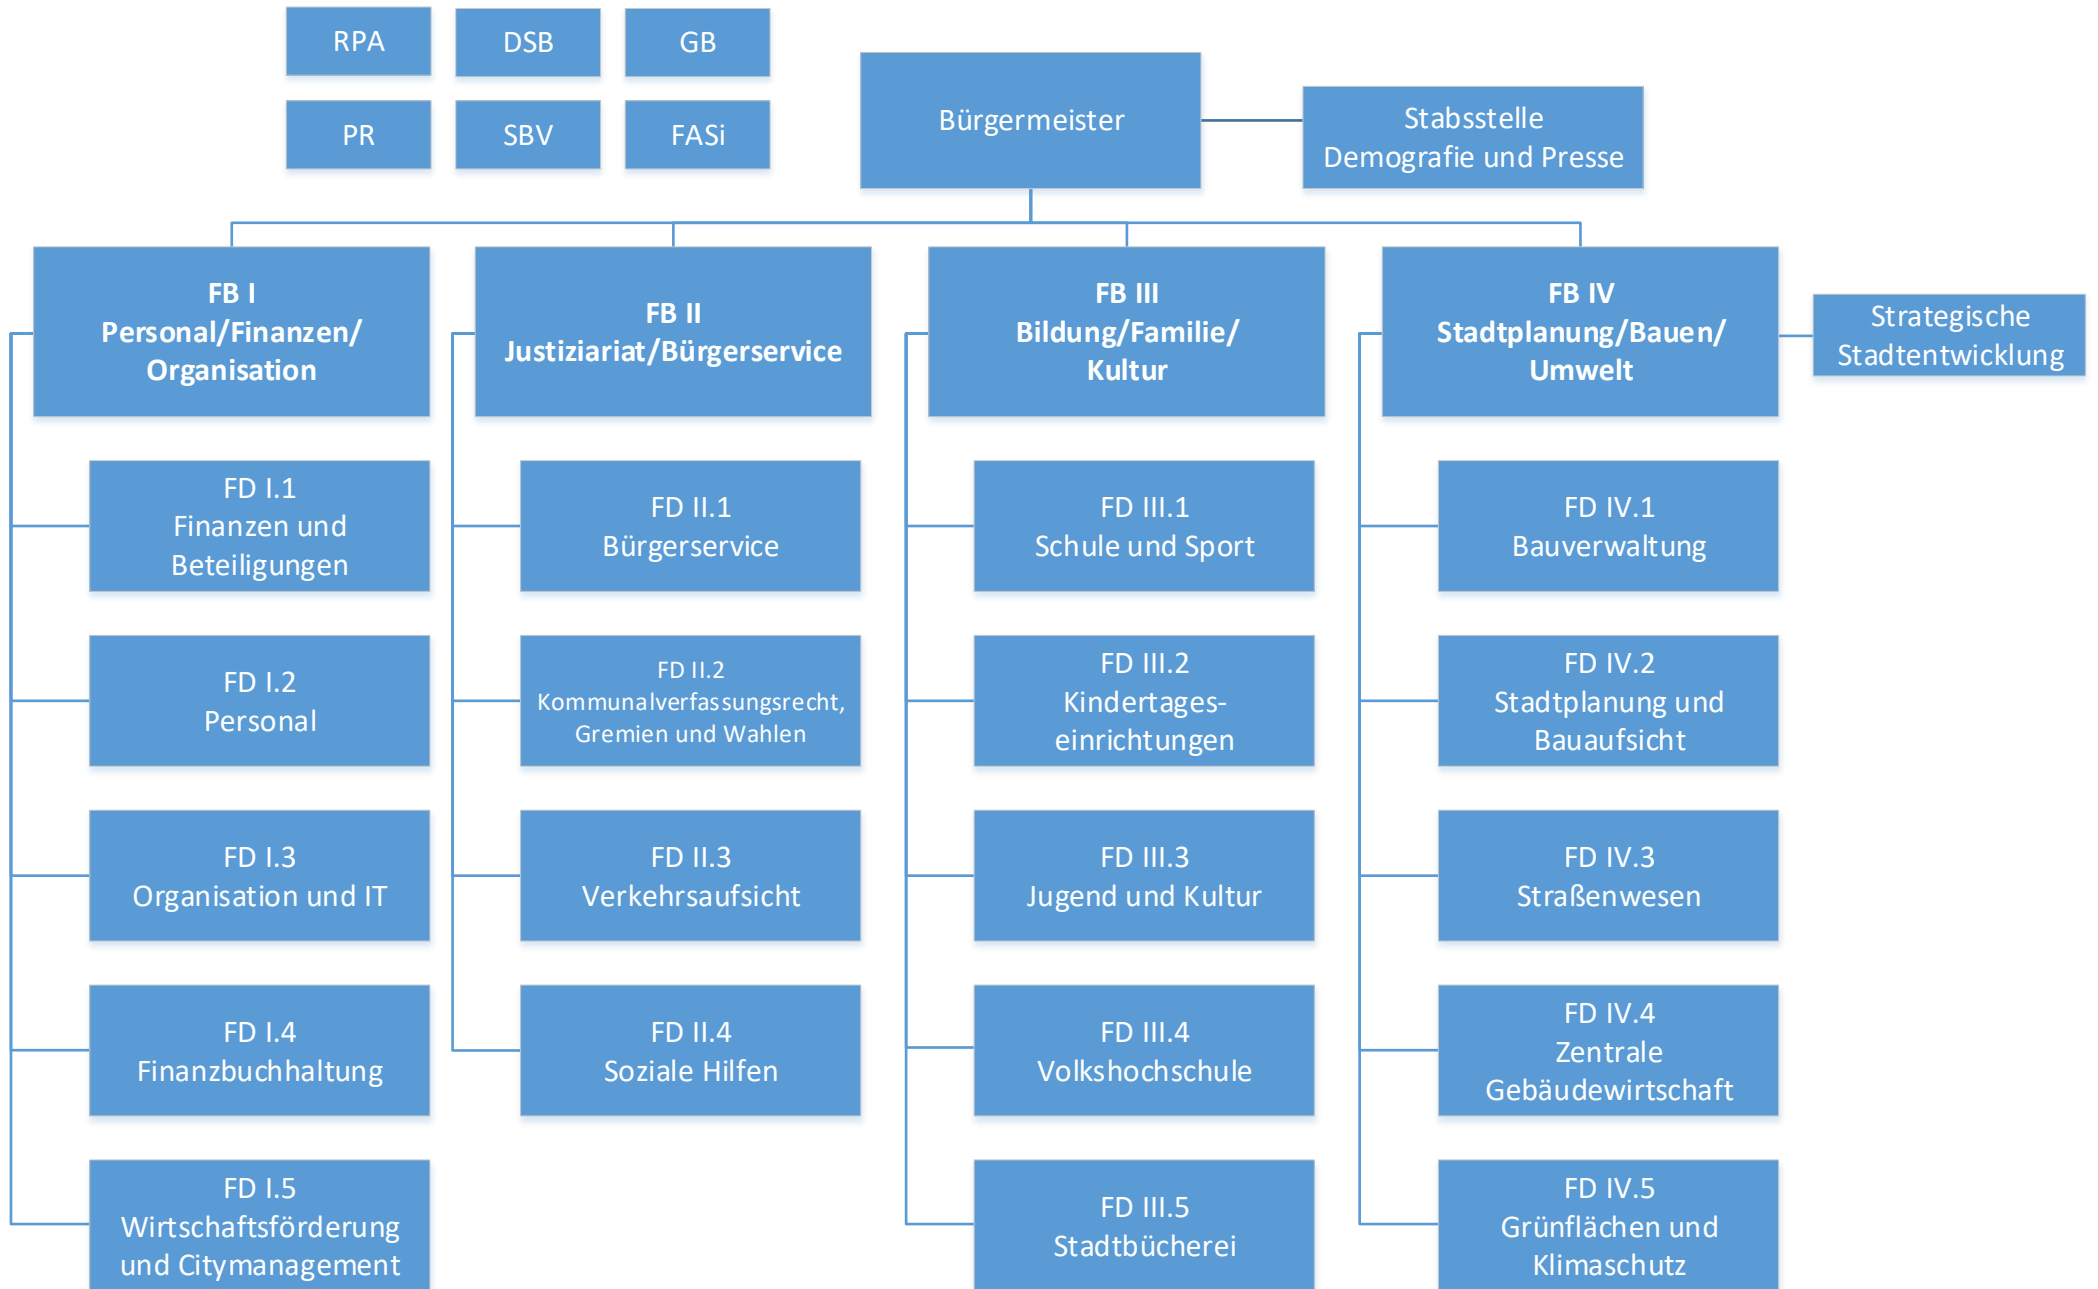 RPA
DSB
GB
PR
SBV
FASi
Bürgermeister
Stabsstelle
Demografie und Presse
FB I
Personal/Finanzen/
Organisation
FB II
Justiziariat/Bürgerservice
FB III
Bildung/Familie/
Kultur
FB IV
Stadtplanung/Bauen/
Umwelt
Strategische
Stadtentwicklung
FD I.1
Finanzen und
Beteiligungen
FD II.1
Bürgerservice
FD III.1
Schule und Sport
FD IV.1
Bauverwaltung
FD I.2
Personal
FD II.2
Kommunalverfassungsrecht,
Gremien und Wahlen
FD III.2
Kindertages-
einrichtungen
FD IV.2
Stadtplanung und
Bauaufsicht
FD I.3
Organisation und IT
FD II.3
Verkehrsaufsicht
FD III.3
Jugend und Kultur
FD IV.3
Straßenwesen
FD I.4
Finanzbuchhaltung
FD II.4
Soziale Hilfen
FD III.4
Volkshochschule
FD IV.4
Zentrale
Gebäudewirtschaft
FD I.5
Wirtschaftsförderung
und Citymanagement
FD III.5
Stadtbücherei
FD IV.5
Grünflächen und
Klimaschutz